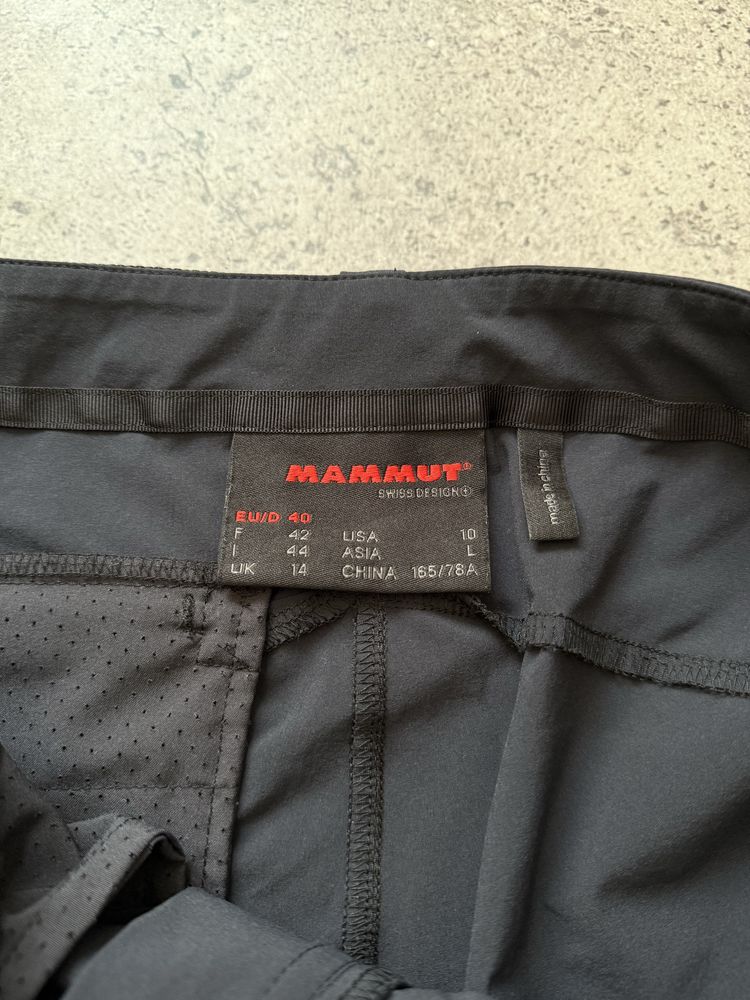 MAMMUT®
SWISS DESIGN
EU/D 40
F 42 USA 10
I 44 ASIA L
UK 14 CHINA 165/78A
made in china